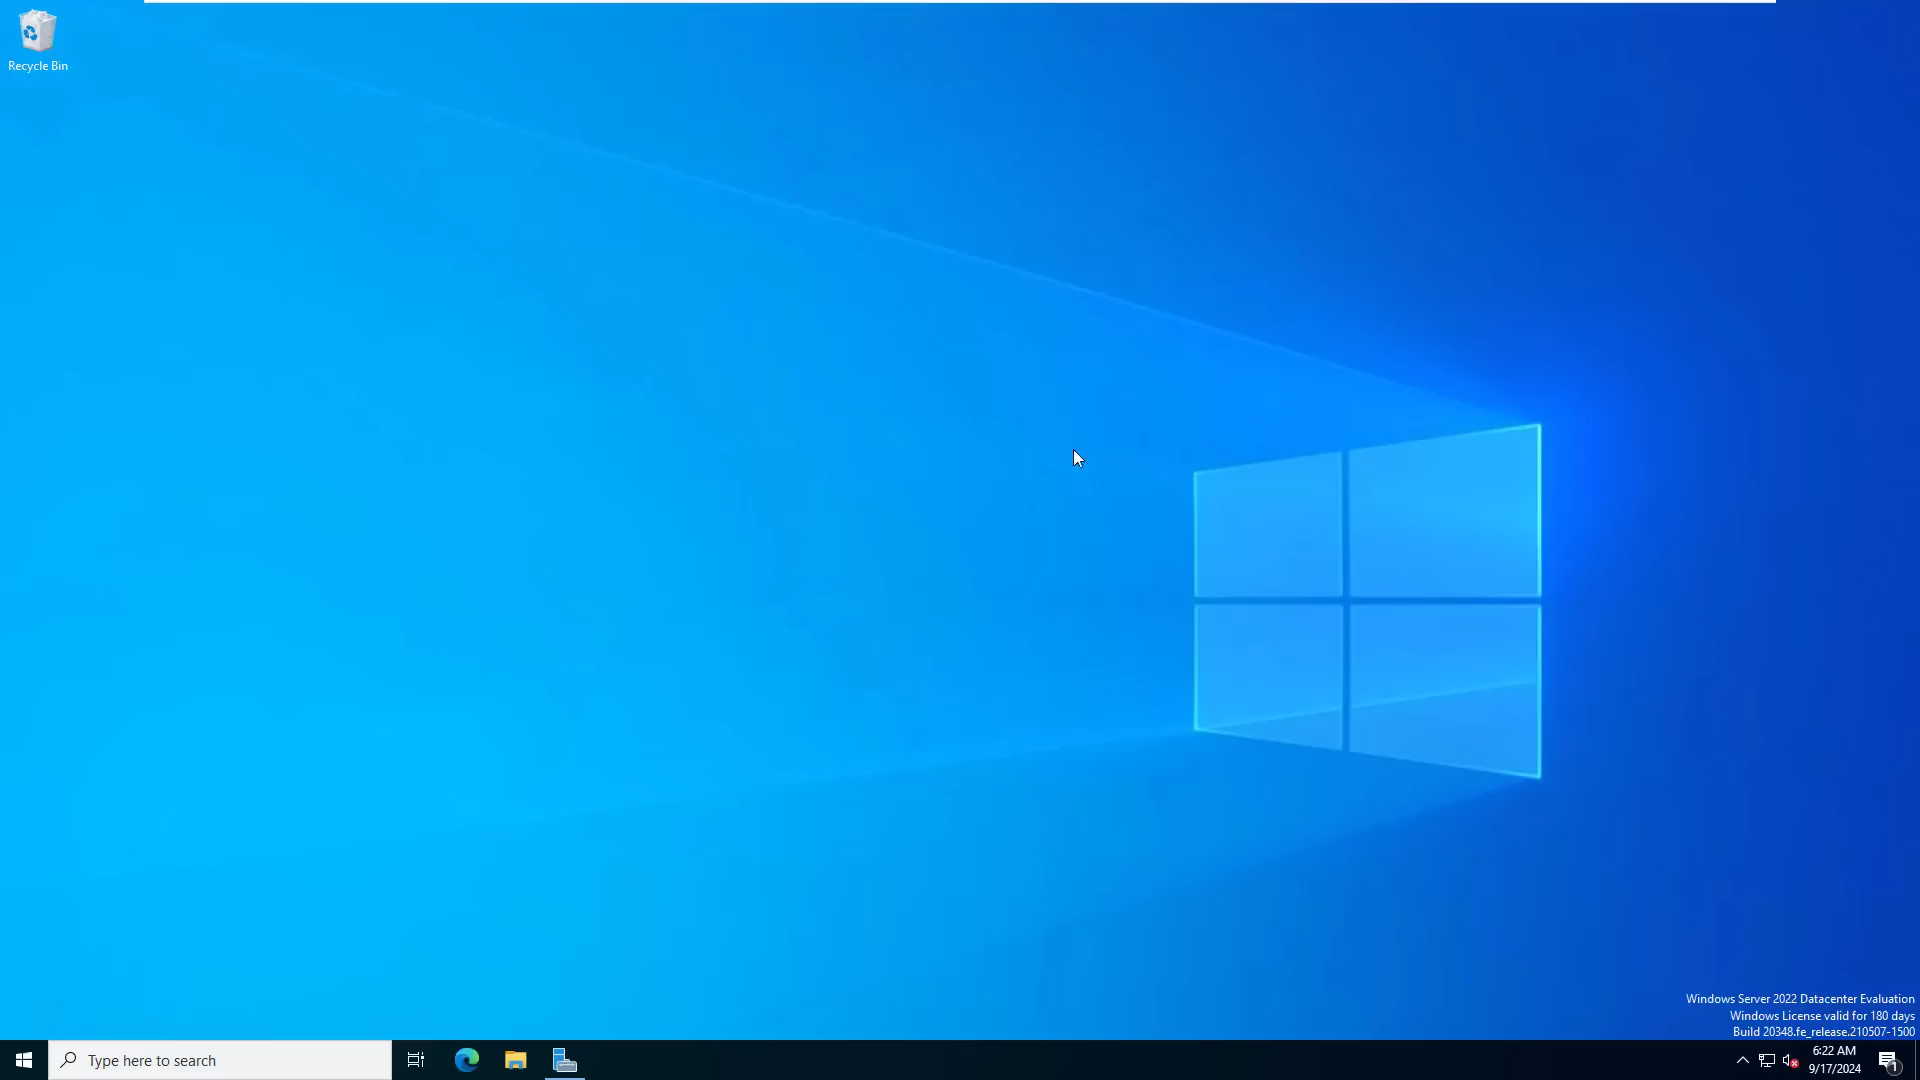 Recycle Bin
Windows Server 2022 Datacenter Evaluation
Windows License valid for 180 days
Build 20348.fe_release.210507-1500
Type here to search
6:22 AM
9/17/2024
1